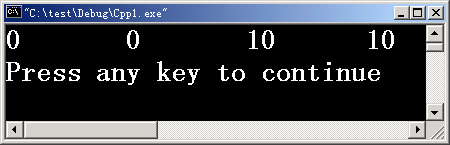 "C:\test\Debug\Cpp1.exe"
0 0 10 10
Press any key to continue